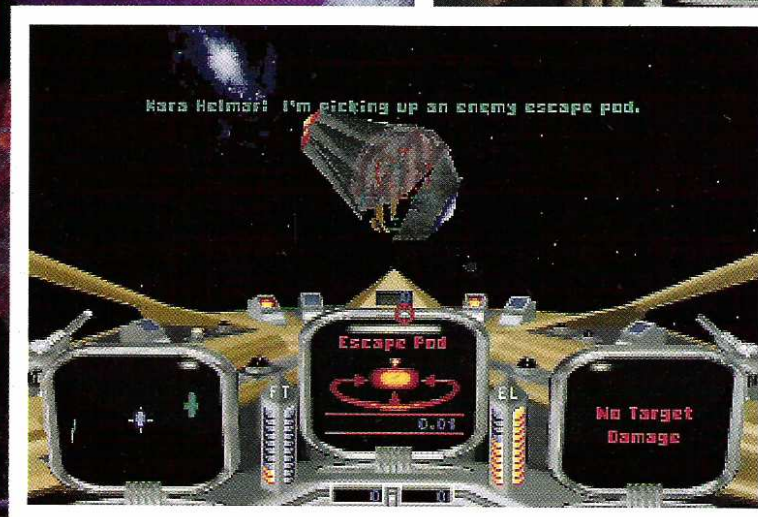 Kara Helmar: I'm picking up an enemy escape pod.
Escape Pod
FT
EL
0.01
No Target
Damage
0
0